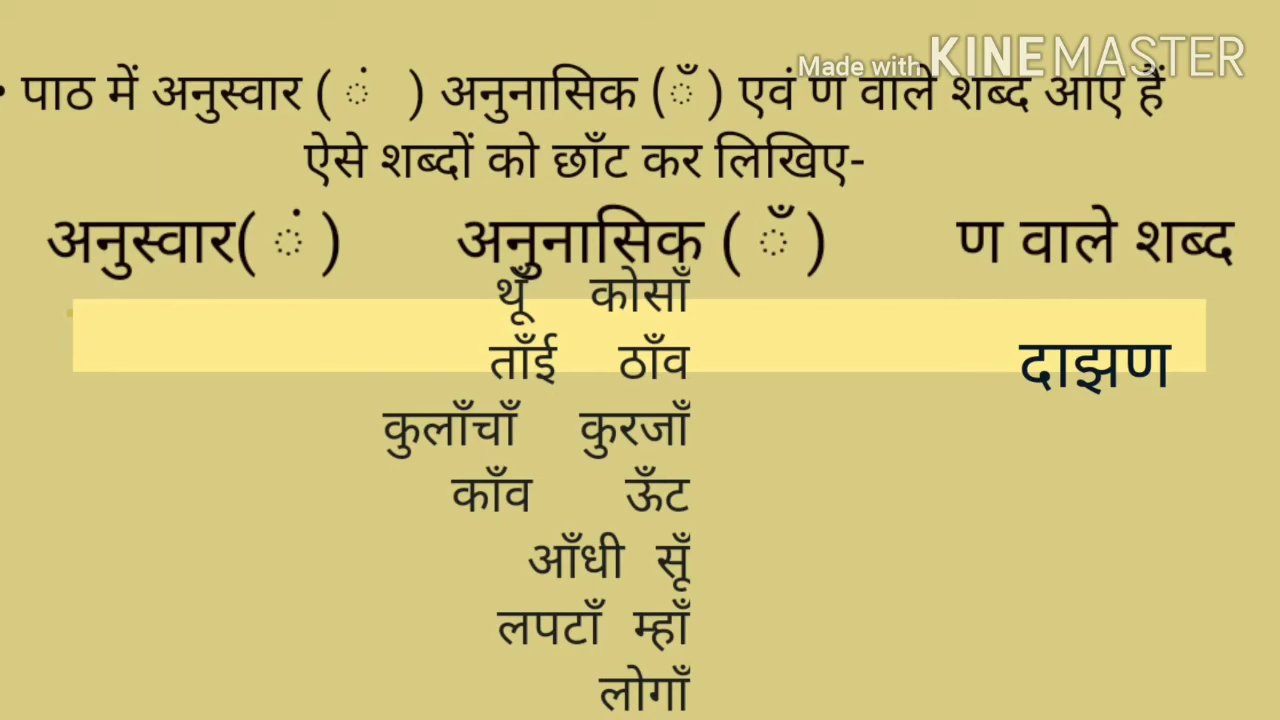 Made with KINEMASTER
• पाठ में अनुस्वार ( ं ) अनुनासिक (ँ ) एवं ण वाले शब्द आए हैं
ऐसे शब्दों को छाँट कर लिखिए-
अनुस्वार( ं ) अनुनासिक ( ँ ) ण वाले शब्द
थूँ कोसाँ
ताँई ठाँव
दाझण
कुलाँचाँ कुरजाँ
काँव ऊँट
आँधी सूँ
लपटाँ म्हाँ
लोगाँ